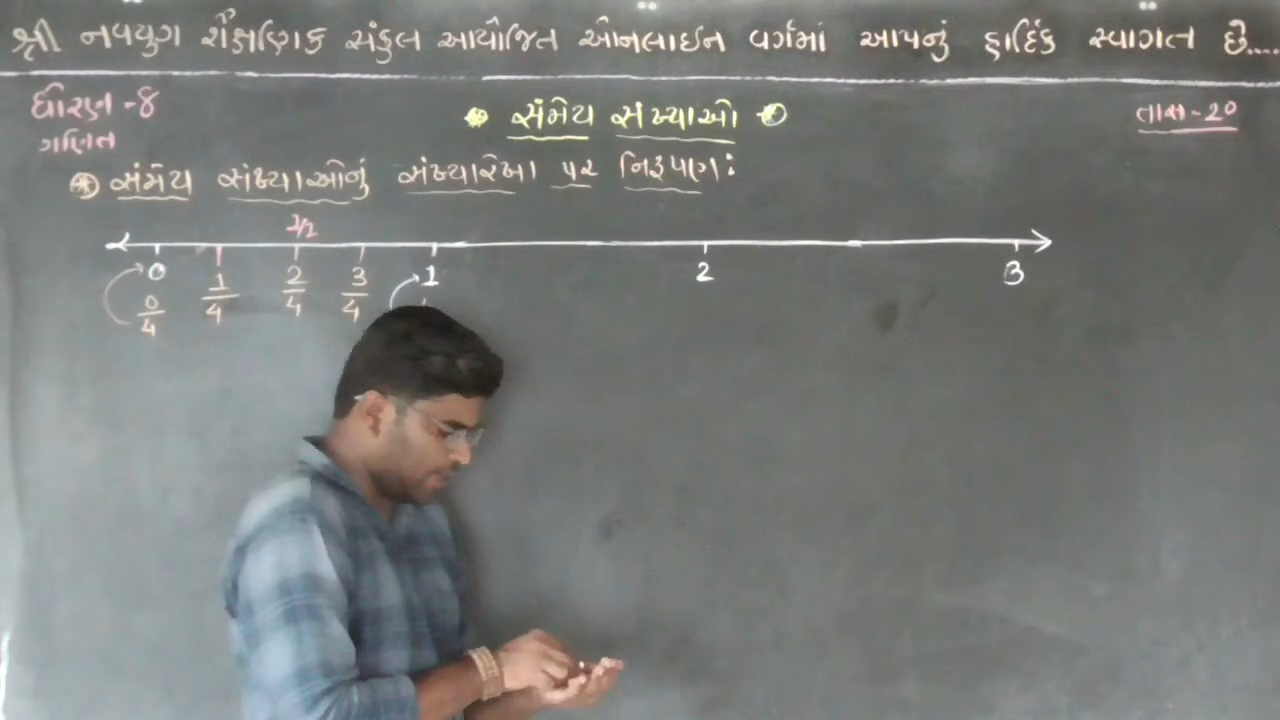 શ્રી નવયુગ શૈક્ષણિક સંકુલ આયોજિત ઓનલાઇન વર્ગમાં આપનું હાર્દિક સ્વાગત છે....
ધોરણ -૪
ગણિત
સંમેય સંખ્યાઓ
તાસ-૨૦
સંમેય સંખ્યાઓનું સંખ્યારેખા પર નિરૂપણ:
1/2
0 1/4 2/4 3/4 1 2 3
0/4